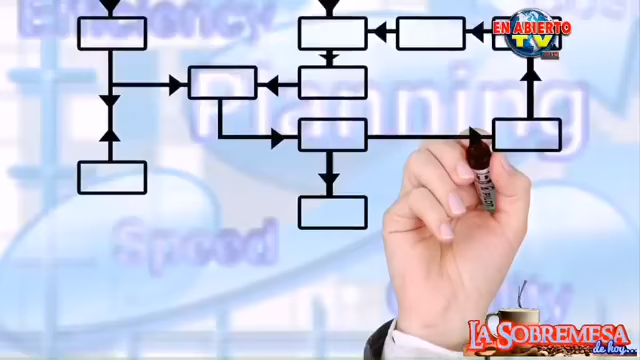 Efficiency
EN ABIERTO
TV
Planning
Speed
LA SOBREMESA
de hoy...